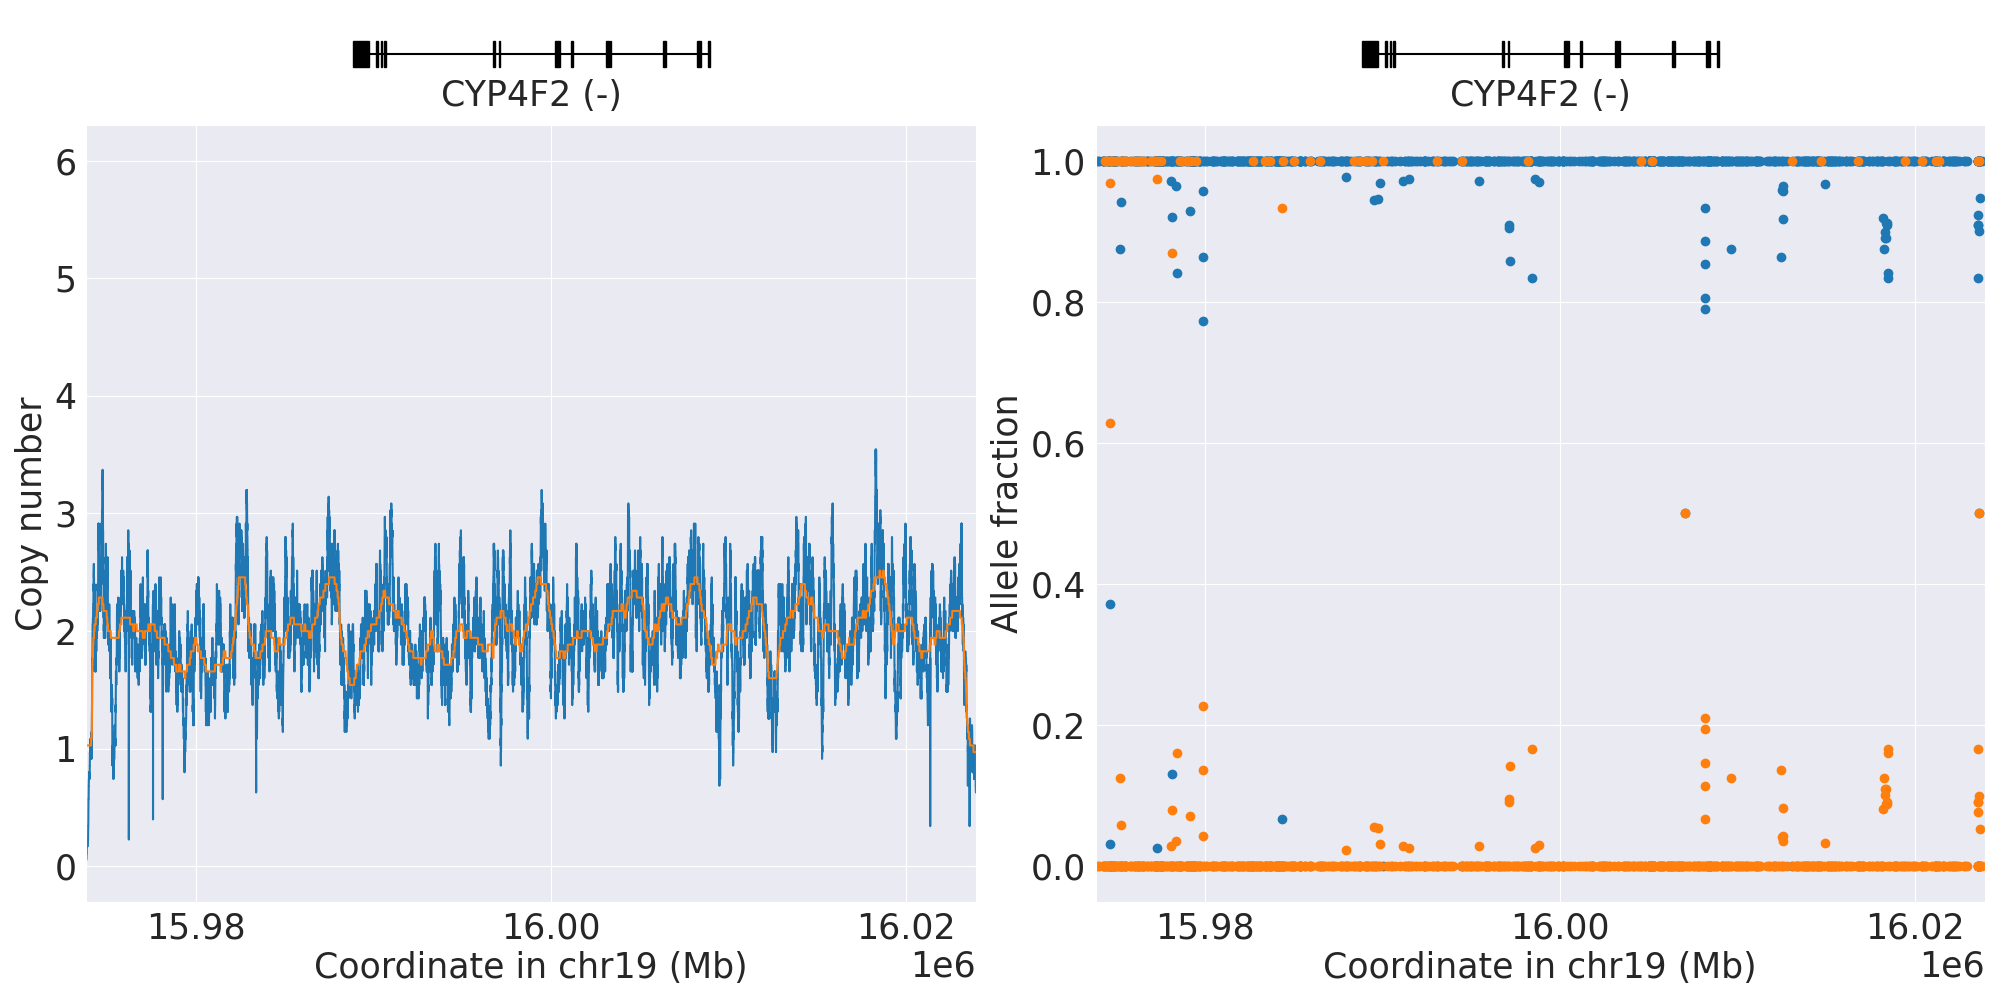 CYP4F2 (-)
6
5
4
3
2
1
0
Copy number
15.98
16.00
16.02
Coordinate in chr19 (Mb)
1e6
CYP4F2 (-)
1.0
0.8
0.6
0.4
0.2
0.0
Allele fraction
15.98
16.00
16.02
Coordinate in chr19 (Mb)
1e6